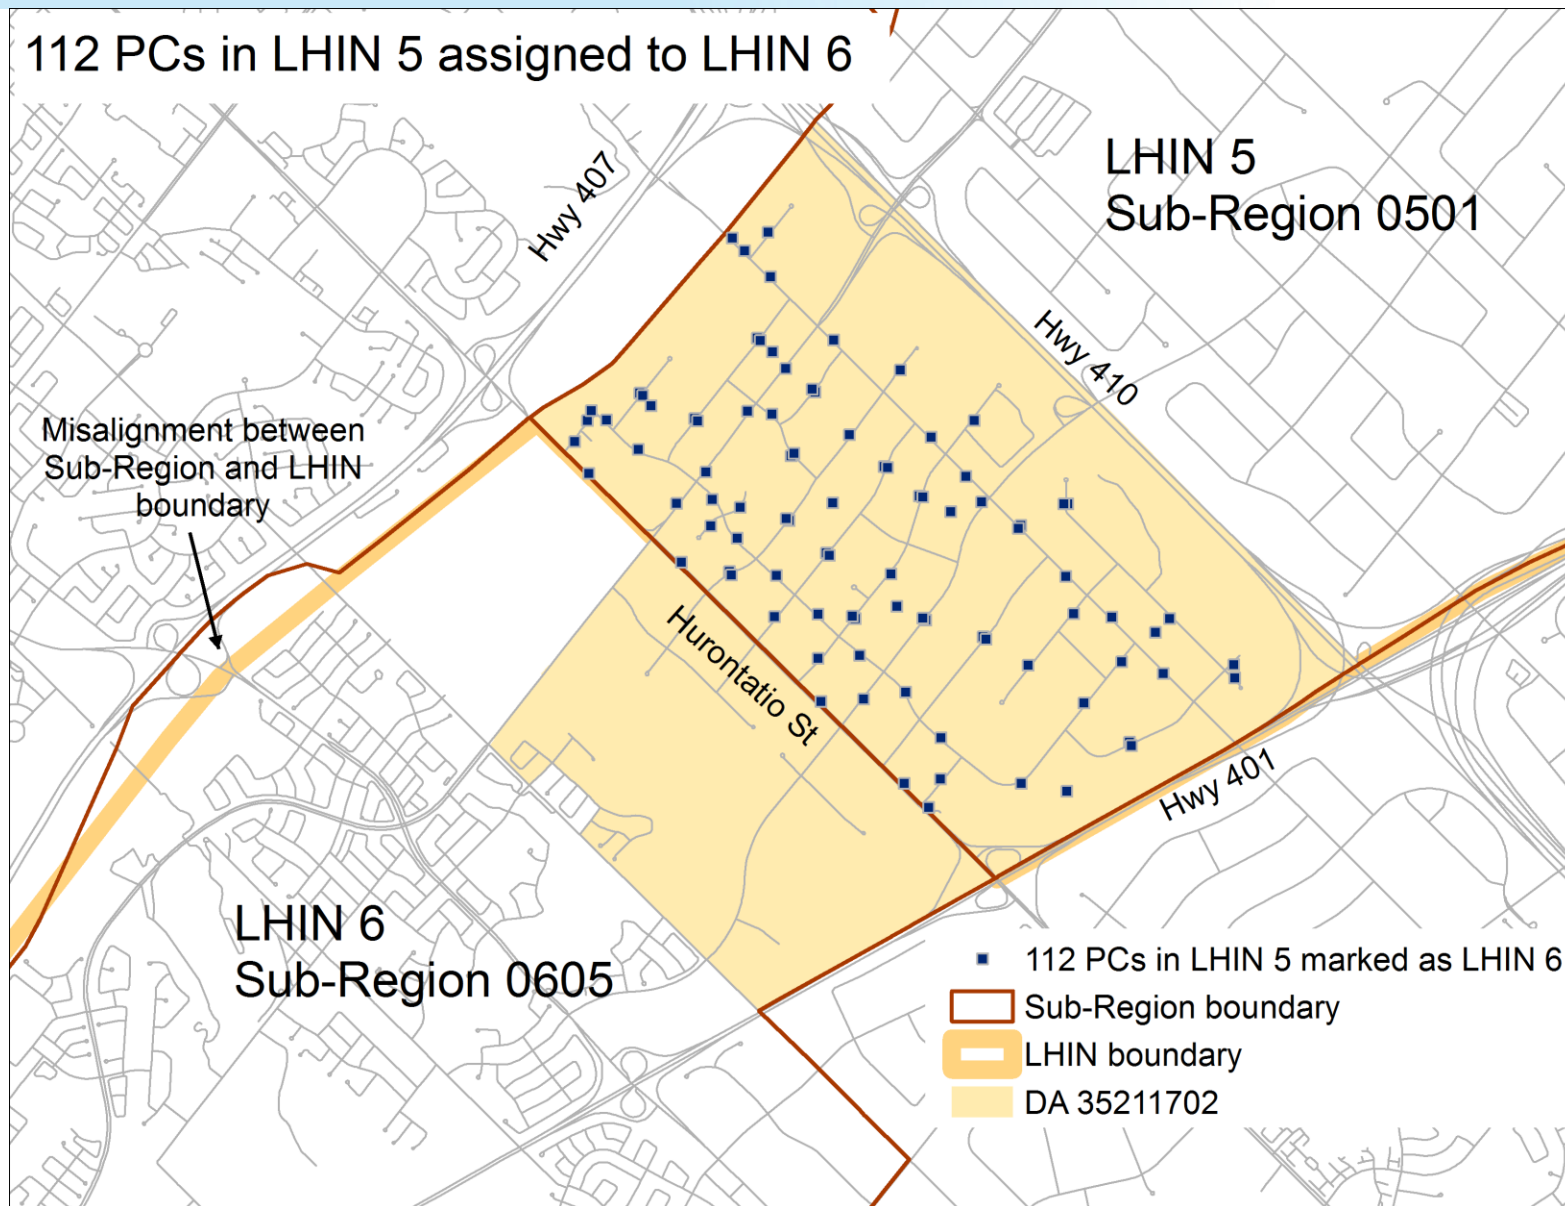 112 PCs in LHIN 5 assigned to LHIN 6
LHIN 5
Sub-Region 0501
Hwy 407
Hwy 410
Misalignment between
Sub-Region and LHIN
boundary
Hurontatio St
Hwy 401
LHIN 6
Sub-Region 0605
112 PCs in LHIN 5 marked as LHIN 6
Sub-Region boundary
LHIN boundary
DA 35211702